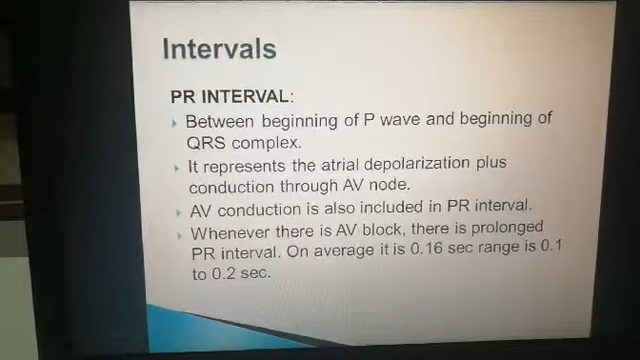 Intervals
PR INTERVAL:
Between beginning of P wave and beginning of
QRS complex.
It represents the atrial depolarization plus
conduction through AV node.
AV conduction is also included in PR interval.
Whenever there is AV block, there is prolonged
PR interval. On average it is 0.16 sec range is 0.1
to 0.2 sec.